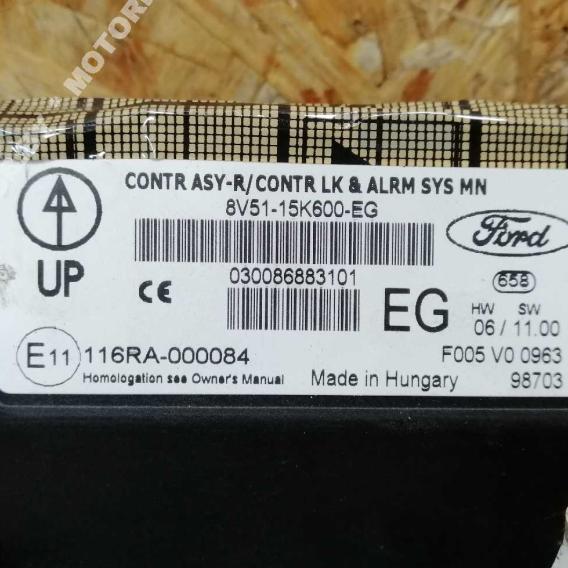 MOTORE
CONTR ASY-R/CONTR LK & ALRM SYS MN
8V51-15K600-EG
Ford
UP
CE
030086883101
EG
658
HW SW
06 / 11.00
E11 116RA-000084
F005 V0 0963
Homologation see Owner's Manual
Made in Hungary
98703